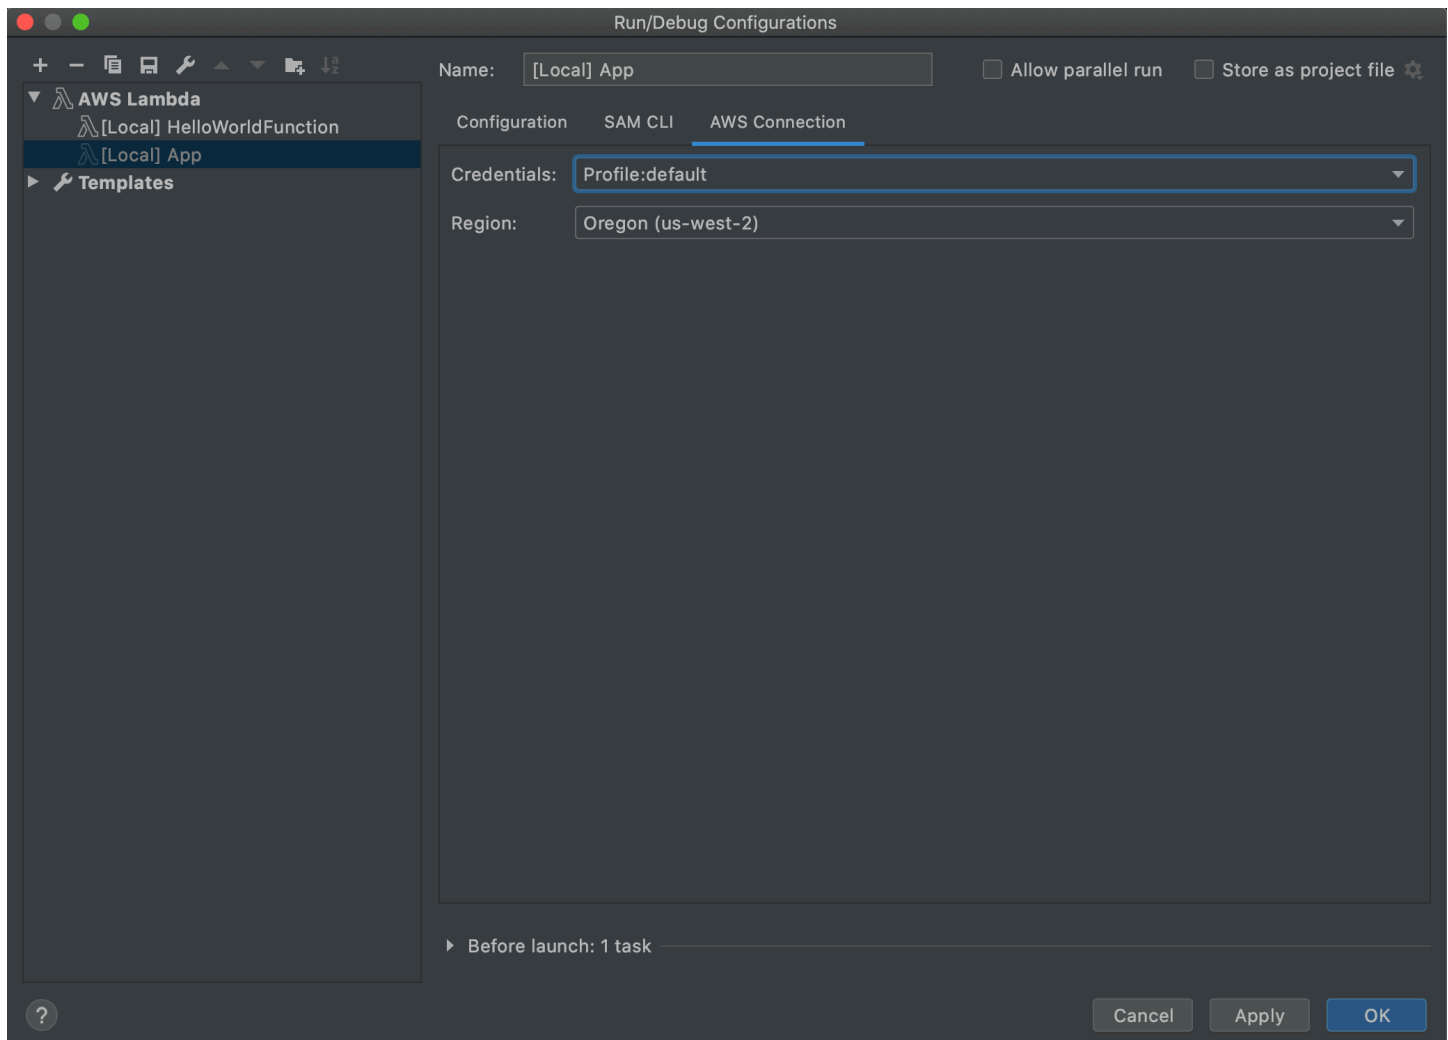 Run/Debug Configurations
Name: [Local] App Allow parallel run Store as project file
AWS Lambda
[Local] HelloWorldFunction
[Local] App
Templates
Configuration SAM CLI AWS Connection
Credentials: Profile:default
Region: Oregon (us-west-2)
Before launch: 1 task
? Cancel Apply OK